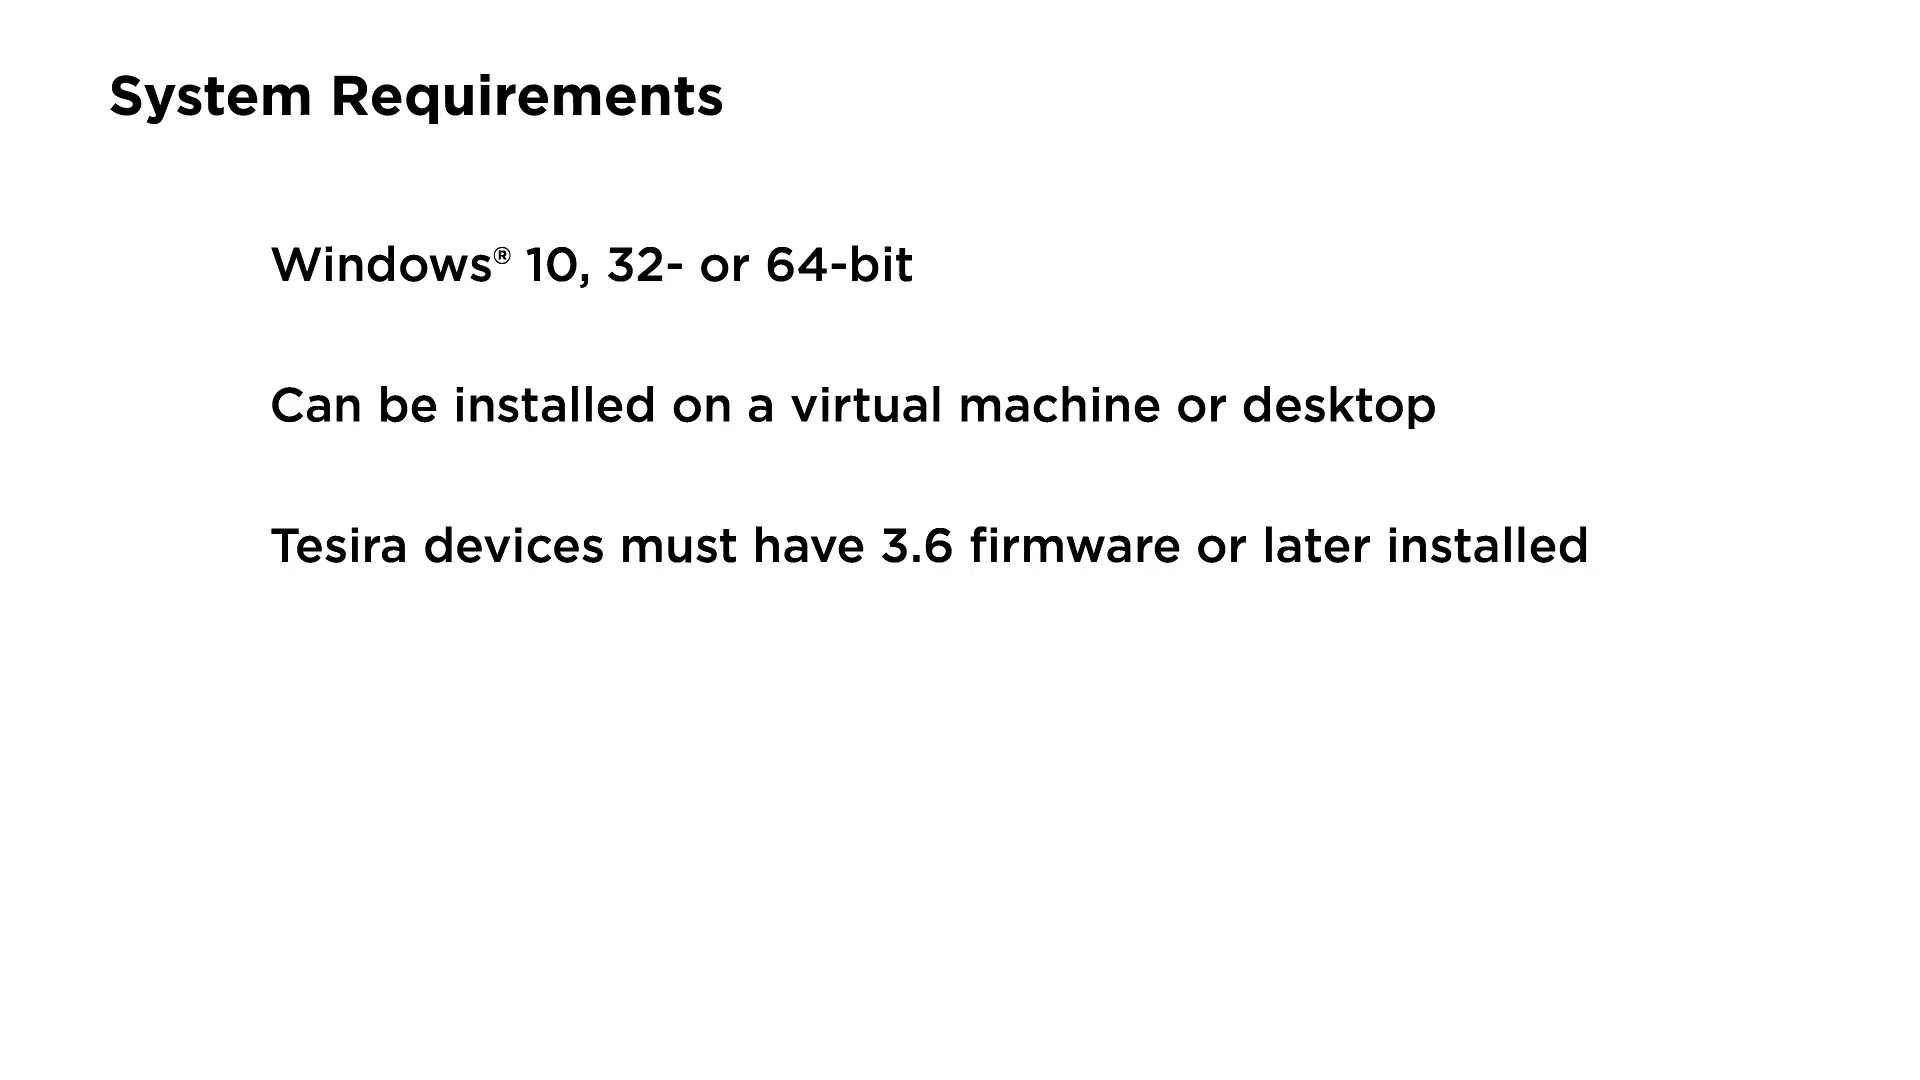 System Requirements
Windows® 10, 32- or 64-bit
Can be installed on a virtual machine or desktop
Tesira devices must have 3.6 firmware or later installed